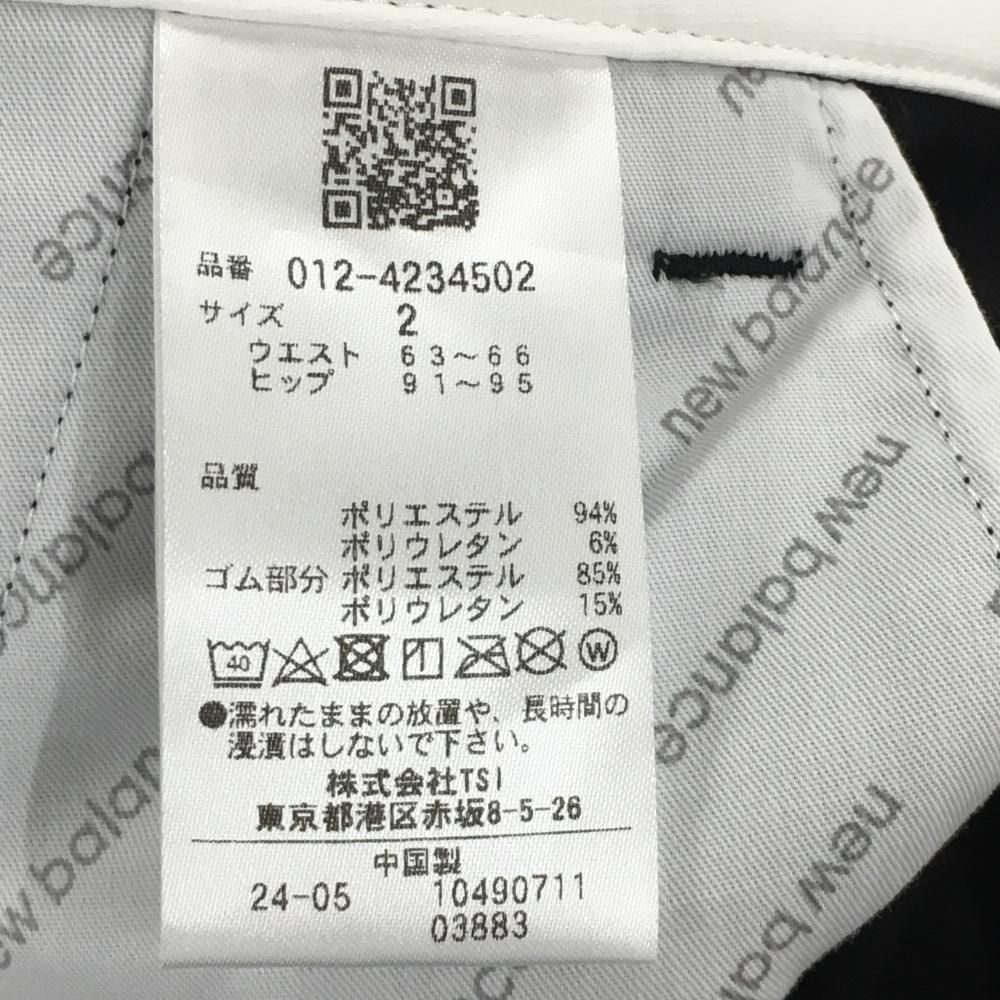 品番 012-4234502
サイズ 2
ウエスト 63~66
ヒップ 91~95
品質
ポリエステル 94%
ポリウレタン 6%
ゴム部分 ポリエステル 85%
ポリウレタン 15%
40
W
●濡れたままの放置や、長時間の
浸漬はしないで下さい。
株式会社TSI
東京都港区赤坂8-5-26
中国製
24-05 10490711
03883
new balance
new balance
new balance